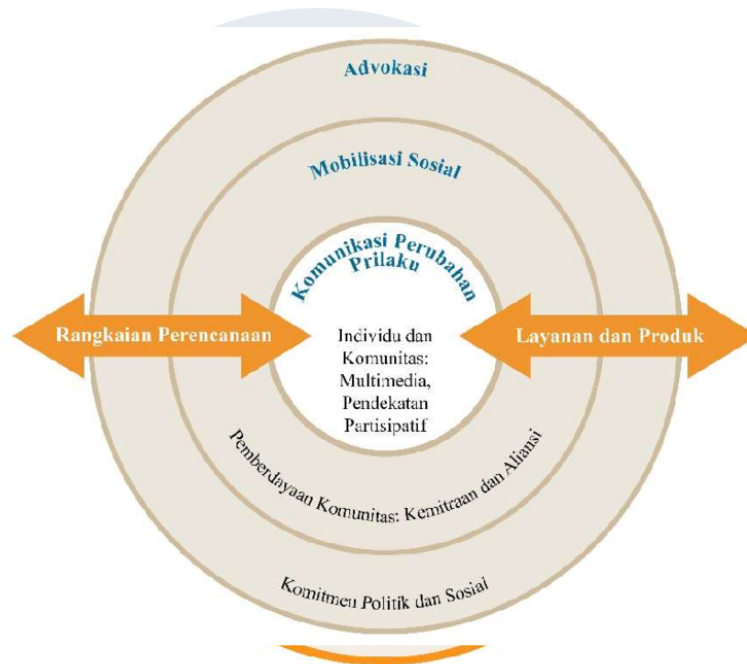 Advokasi
Mobilisasi Sosial
Komunikasi Perubahan
Prilaku
Rangkaian Perencanaan
Individu dan
Komunitas:
Multimedia,
Pendekatan
Partisipatif
Layanan dan Produk
Pemberdayaan Komunitas: Kemitraan dan Aliansi
Komitmen Politik dan Sosial